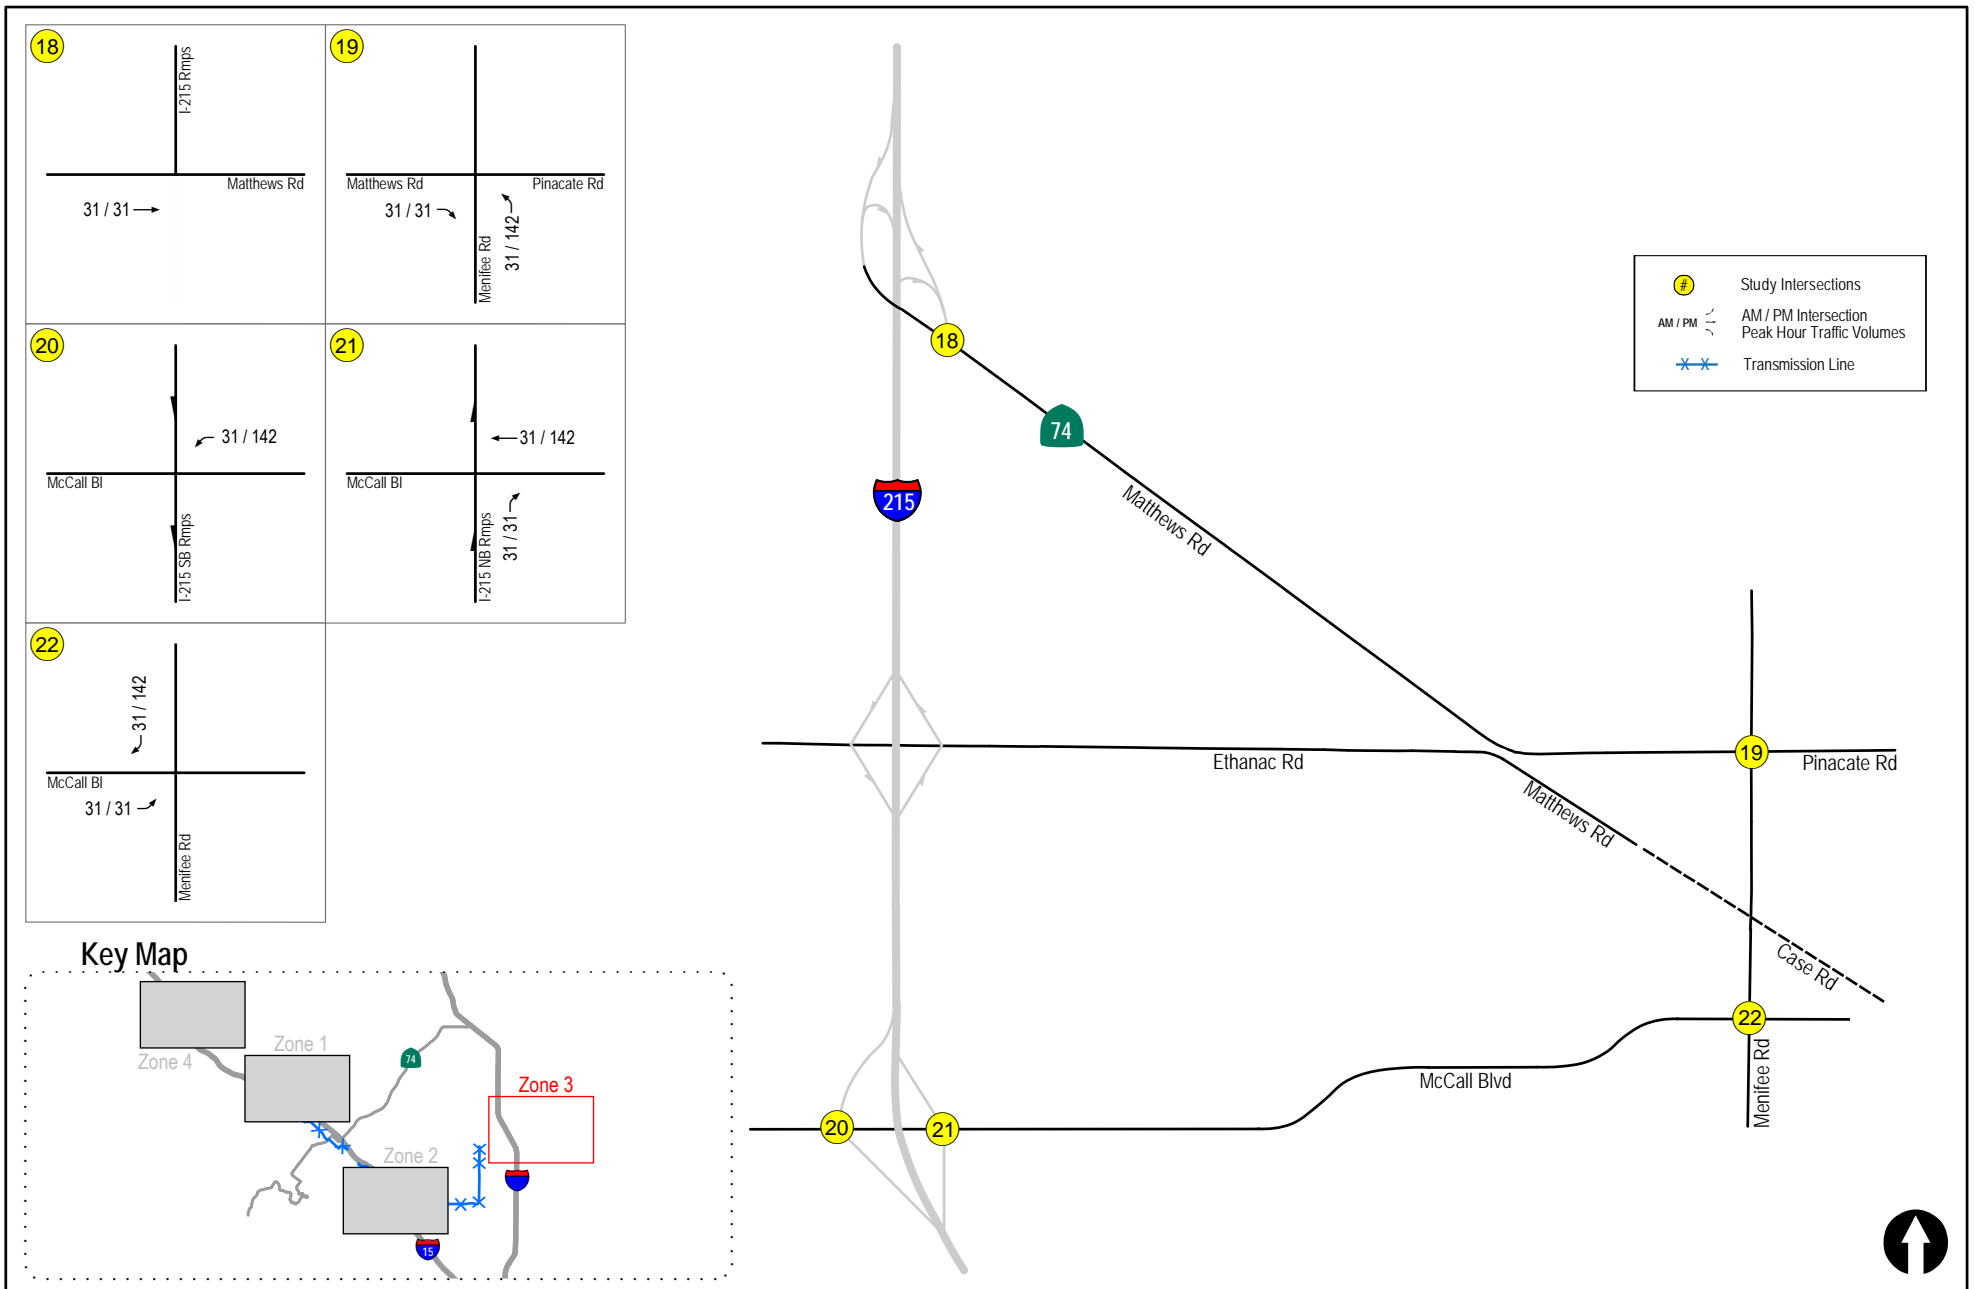 18
I-215 Rmps
Matthews Rd
31 / 31
19
Matthews Rd
Pinacate Rd
31 / 31
Menifee Rd
31 / 142
20
31 / 142
McCall Bl
I-215 SB Rmps
21
31 / 142
McCall Bl
I-215 NB Rmps
31 / 31
22
31 / 142
McCall Bl
31 / 31
Menifee Rd
#
Study Intersections
AM / PM
AM / PM Intersection
Peak Hour Traffic Volumes
Transmission Line
18
74
215
Matthews Rd
Ethanac Rd
19
Pinacate Rd
Matthews Rd
Case Rd
22
Menifee Rd
McCall Blvd
20
21
Key Map
Zone 4
Zone 1
74
Zone 3
Zone 2
15